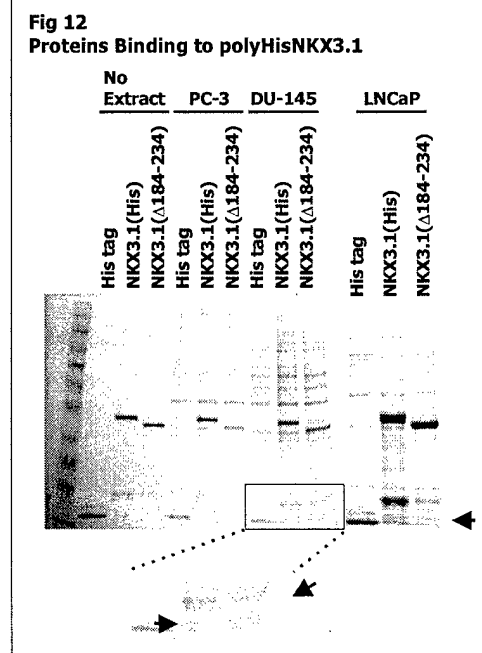 Fig 12
Proteins Binding to polyHisNKX3.1
No
Extract PC-3 DU-145 LNCaP
His tag
NKX3.1(His)
NKX3.1(Δ184-234)
His tag
NKX3.1(His)
NKX3.1(Δ184-234)
His tag
NKX3.1(His)
NKX3.1(Δ184-234)
His tag
NKX3.1(His)
NKX3.1(Δ184-234)